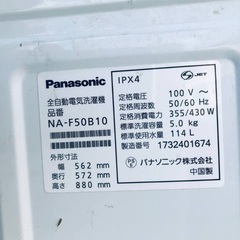 Panasonic
全自動電気洗濯機
品番
NA-F50B10
外形寸法
幅 562 mm
奥行 572 mm
高さ 880 mm
IPX4
JET
定格電圧 100 V～
定格周波数 50/60 Hz
定格消費電力 355/430 W
標準洗濯容量 5.0 kg
標準水量 114 L
製造番号 1732401674
パナソニック株式会社
中国製